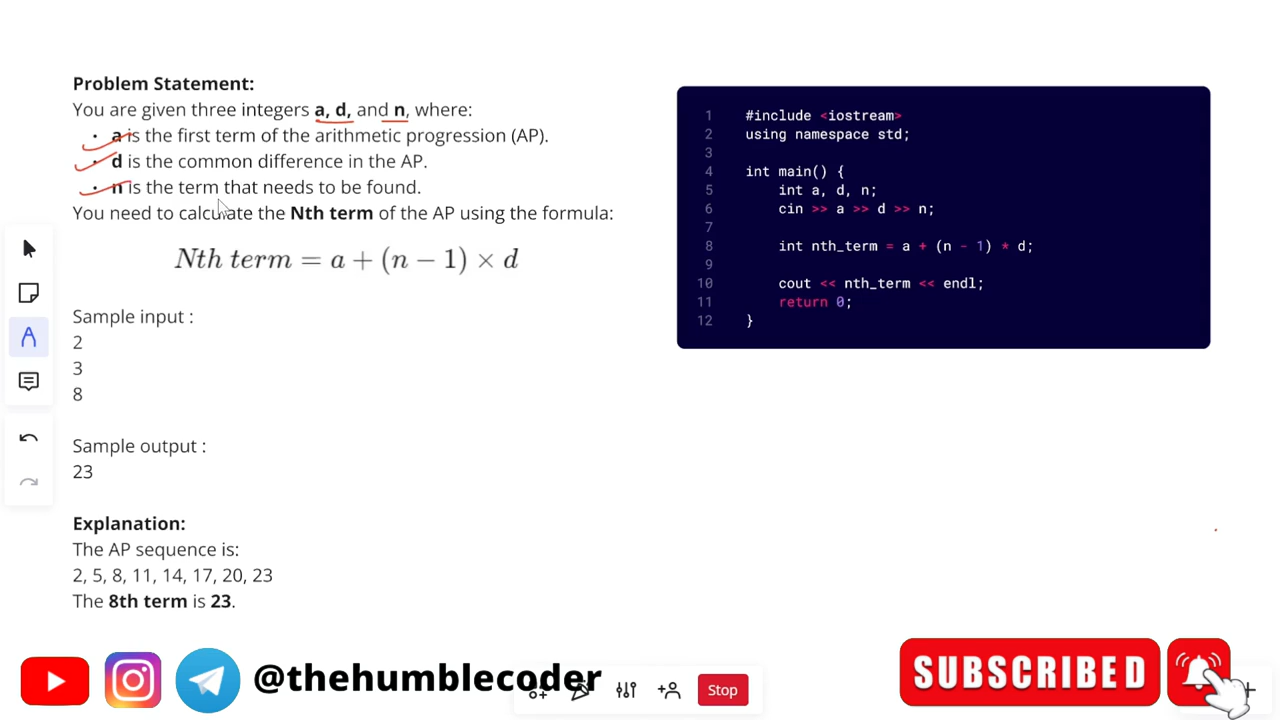 Problem Statement:
You are given three integers a, d, and n, where:
· a is the first term of the arithmetic progression (AP).
· d is the common difference in the AP.
· n is the term that needs to be found.
You need to calculate the Nth term of the AP using the formula:
Nth term = a + (n − 1) × d
Sample input :
2
3
8
Sample output :
23
Explanation:
The AP sequence is:
2, 5, 8, 11, 14, 17, 20, 23
The 8th term is 23.
1 #include <iostream>
2 using namespace std;
3
4 int main() {
5 int a, d, n;
6 cin >> a >> d >> n;
7
8 int nth_term = a + (n - 1) * d;
9
10 cout << nth_term << endl;
11 return 0;
12 }
@thehumblecoder
Stop
SUBSCRIBED